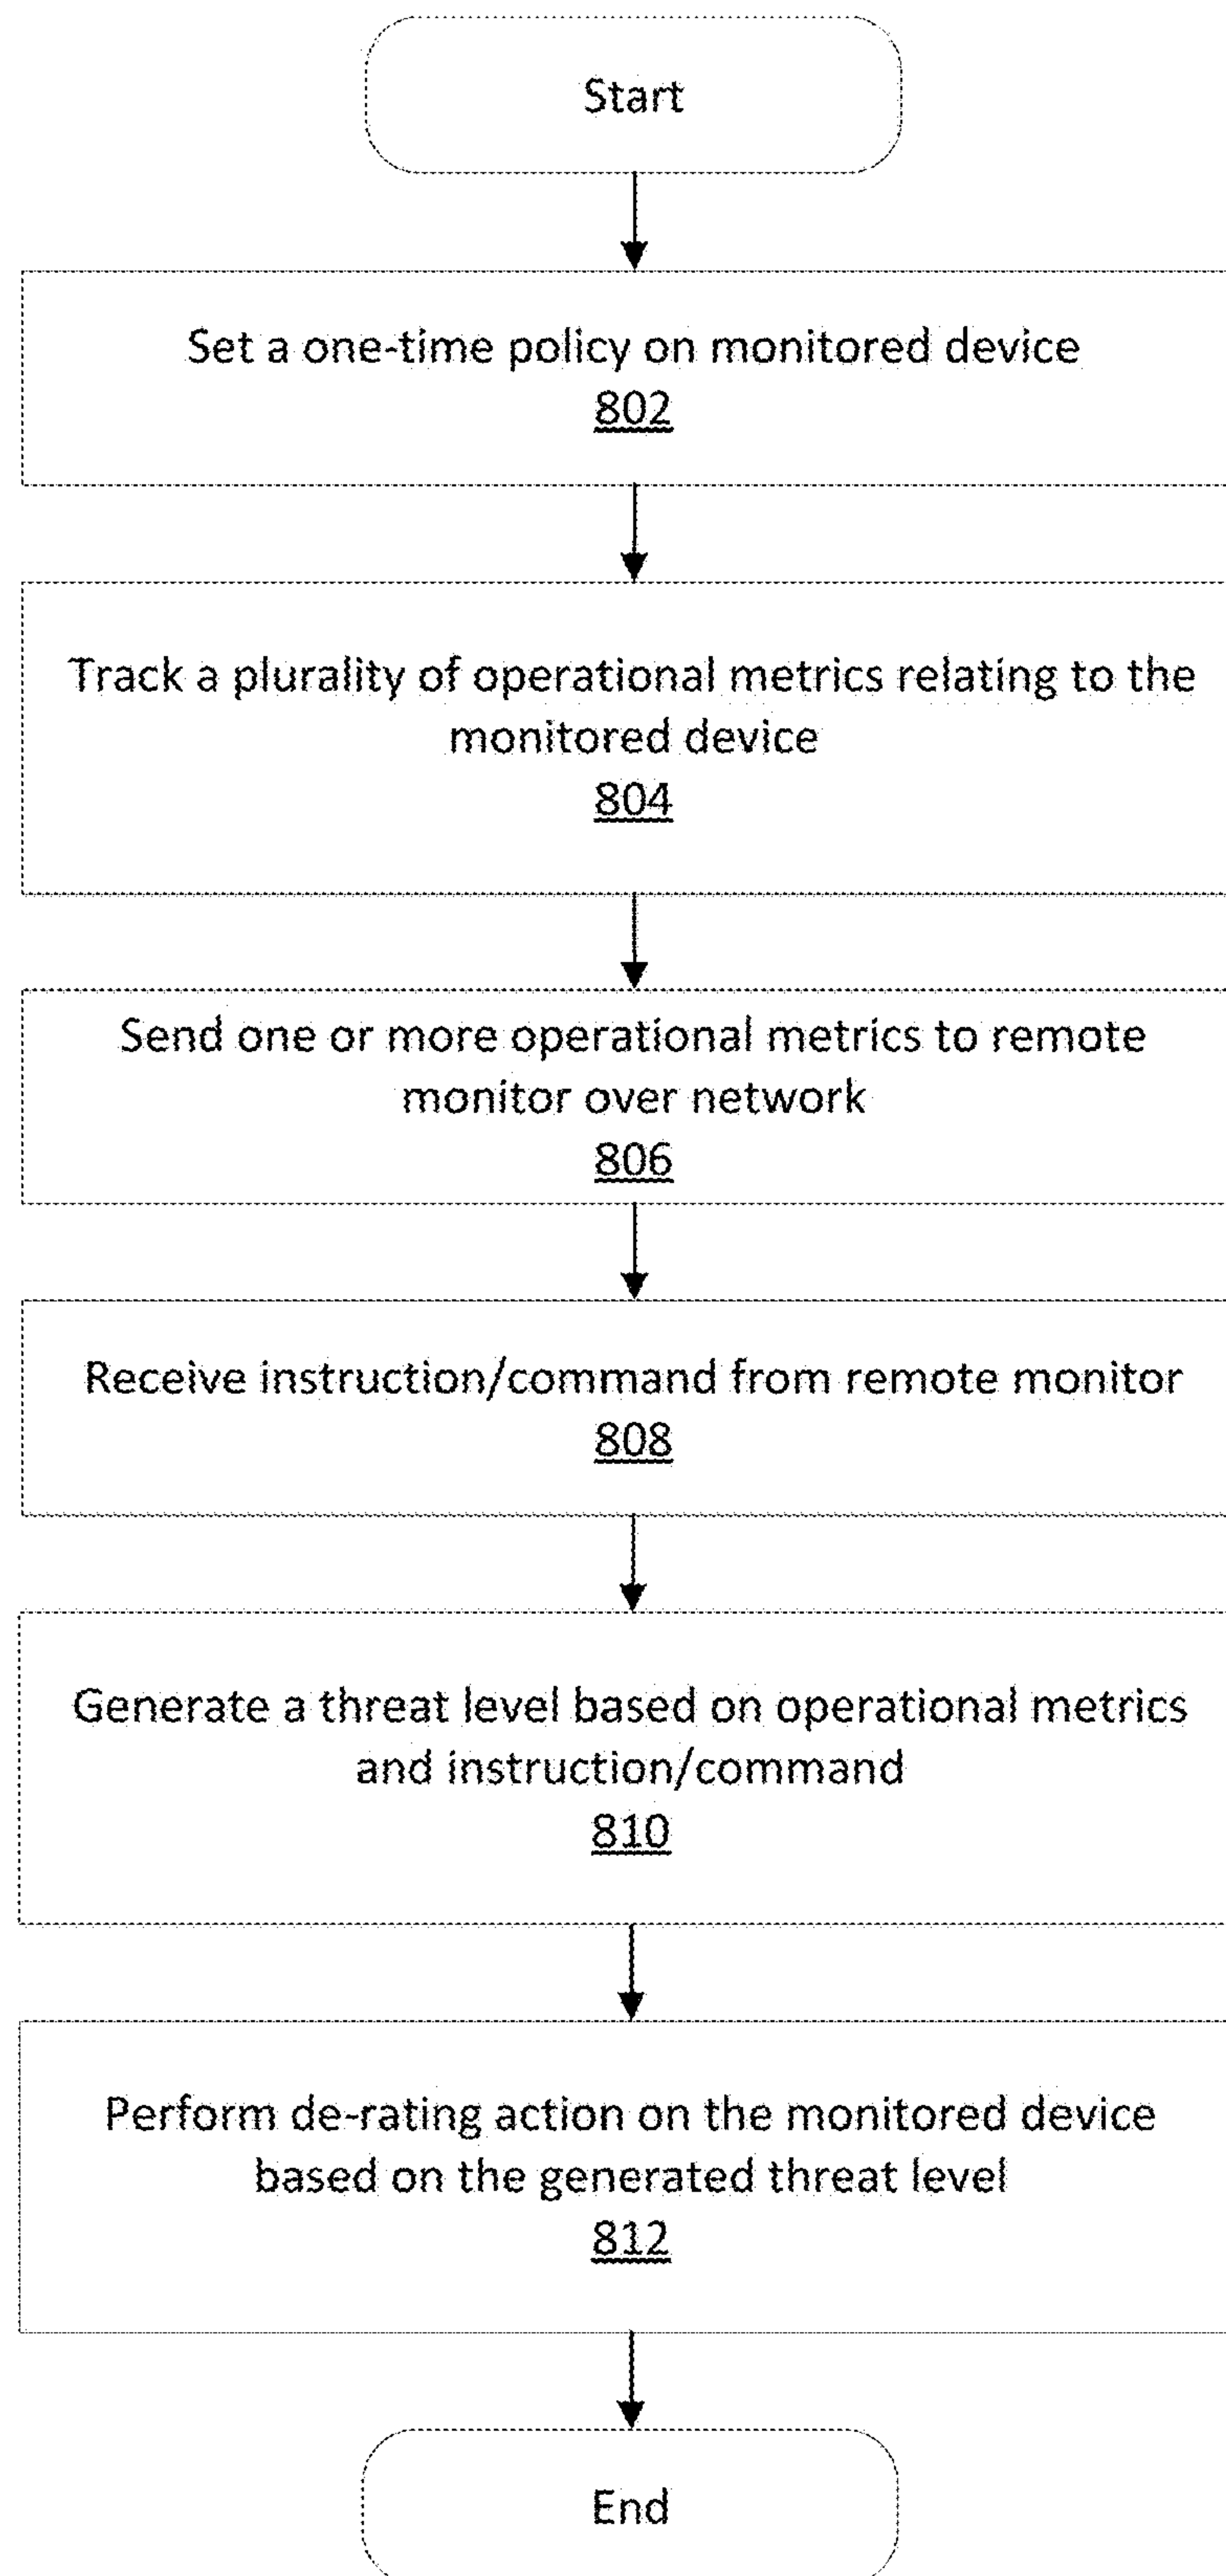 Start
Set a one-time policy on monitored device
802
Track a plurality of operational metrics relating to the
monitored device
804
Send one or more operational metrics to remote
monitor over network
806
Receive instruction/command from remote monitor
808
Generate a threat level based on operational metrics
and instruction/command
810
Perform de-rating action on the monitored device
based on the generated threat level
812
End